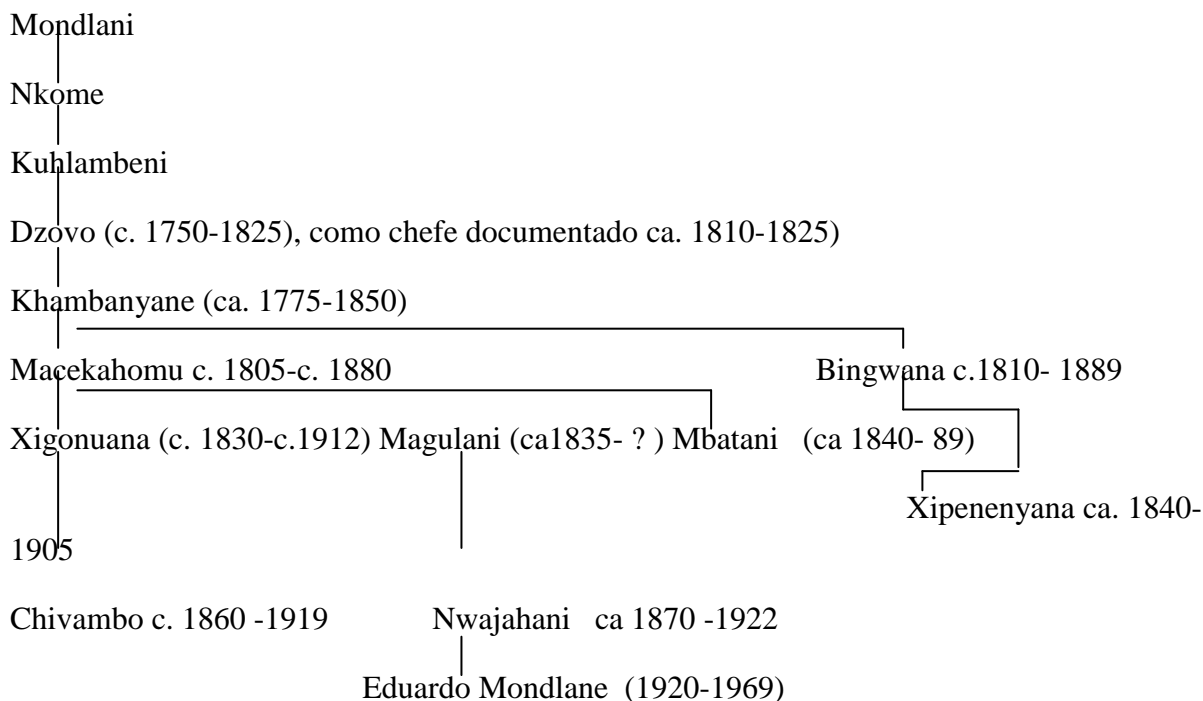 Mondlani
Nkome
Kuhlambeni
Dzovo (c. 1750-1825), como chefe documentado ca. 1810-1825)
Khambanyane (ca. 1775-1850)
Macekahomu c. 1805-c. 1880 Bingwana c.1810- 1889
Xigonuana (c. 1830-c.1912) Magulani (ca1835- ? ) Mbatani (ca 1840- 89)
Xipenenyana ca. 1840-
1905
Chivambo c. 1860 -1919 Nwajahani ca 1870 -1922
Eduardo Mondlane (1920-1969)